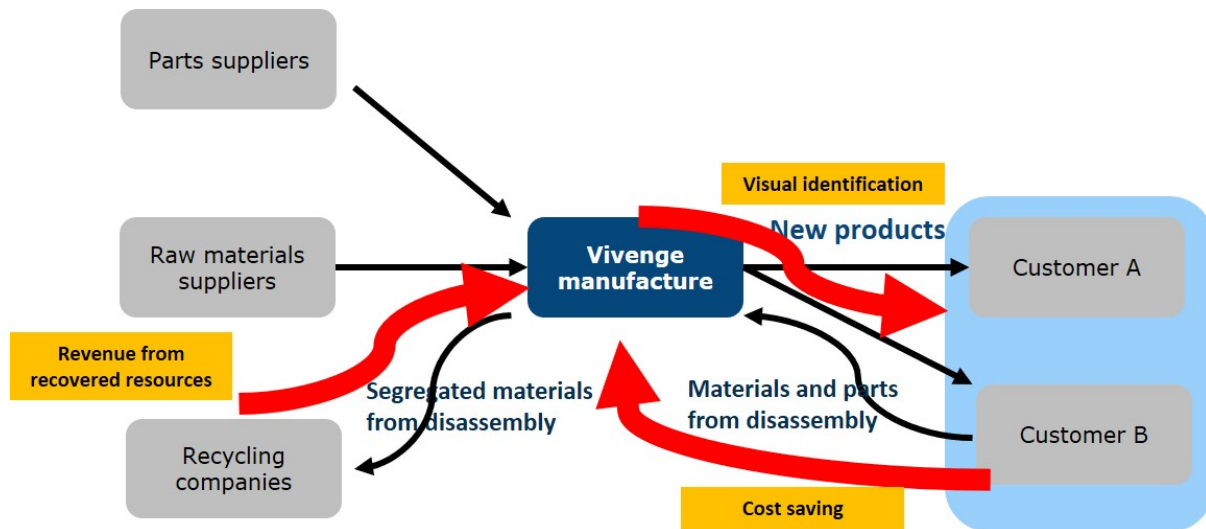 Parts suppliers
Visual identification
New products
Raw materials
suppliers
Vivenge
manufacture
Customer A
Revenue from
recovered resources
Segregated materials
from disassembly
Materials and parts
from disassembly
Customer B
Recycling
companies
Cost saving